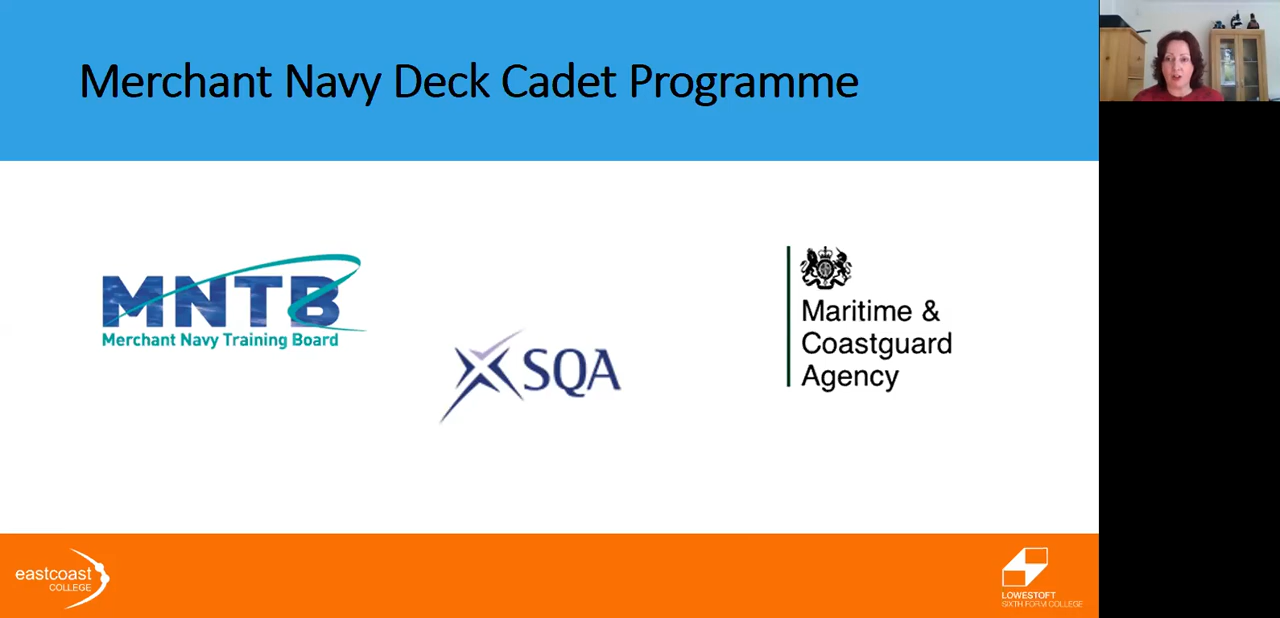 Merchant Navy Deck Cadet Programme
MNTB
Merchant Navy Training Board
SQA
Maritime &
Coastguard
Agency
eastcoast
COLLEGE
LOWESTOFT
SIXTH FORM COLLEGE